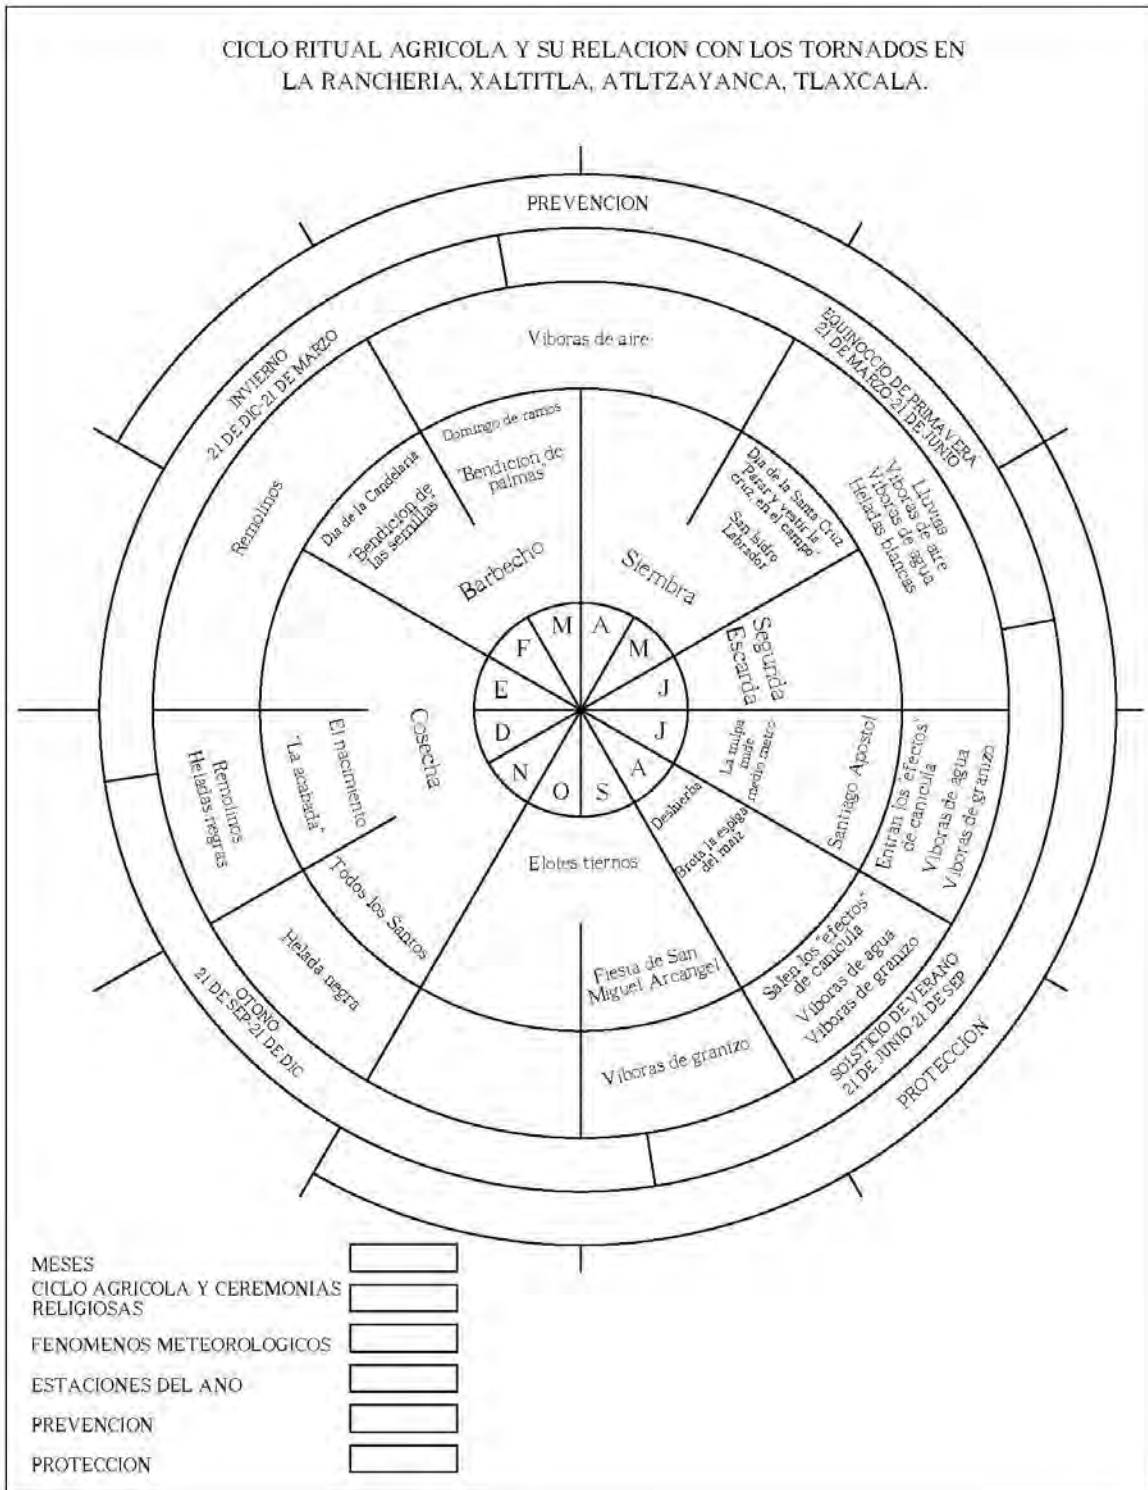 CICLO RITUAL AGRICOLA Y SU RELACION CON LOS TORNADOS EN
LA RANCHERIA, XALTITLA, ATLTZAYANCA, TLAXCALA.
PREVENCION
INVIERNO
21 DE DIC-21 DE MARZO
EQUINOCCIO DE PRIMAVERA
21 DE MARZO-21 DE JUNIO
Viboras de aire
Remolinos
Lluvias
Viboras de aire
Viboras de agua
Heladas blancas
Domingo de ramos
"Bendicion de
palmas"
Dia de la Candelaria
"Bendicion de
las semillas"
Barbecho
Dia de la Santa Cruz
"Parar y vestir la
cruz, en el campo"
San Isidro
Labrador
Siembra
Segunda
Escarda
M
A
F
M
E
J
D
J
N
A
O
S
Cosecha
El nacimiento
"La acabada"
Remolinos
Heladas negras
La mulpa
mide
medio metro
Santiago Apostol
Entran los "efectos"
de canicula
Viboras de agua
Viboras de granizo
Deshierba
Brota la espiga
del maiz
Elotes tiernos
Todos los Santos
Helada negra
Fiesta de San
Miguel Arcangel
Salen los "efectos"
de canicula
Viboras de agua
Viboras de granizo
Viboras de granizo
OTONO
21 DE SEP-21 DE DIC
SOLSTICIO DE VERANO
21 DE JUNIO-21 DE SEP
PROTECCION
MESES
CICLO AGRICOLA Y CEREMONIAS
RELIGIOSAS
FENOMENOS METEOROLOGICOS
ESTACIONES DEL ANO
PREVENCION
PROTECCION